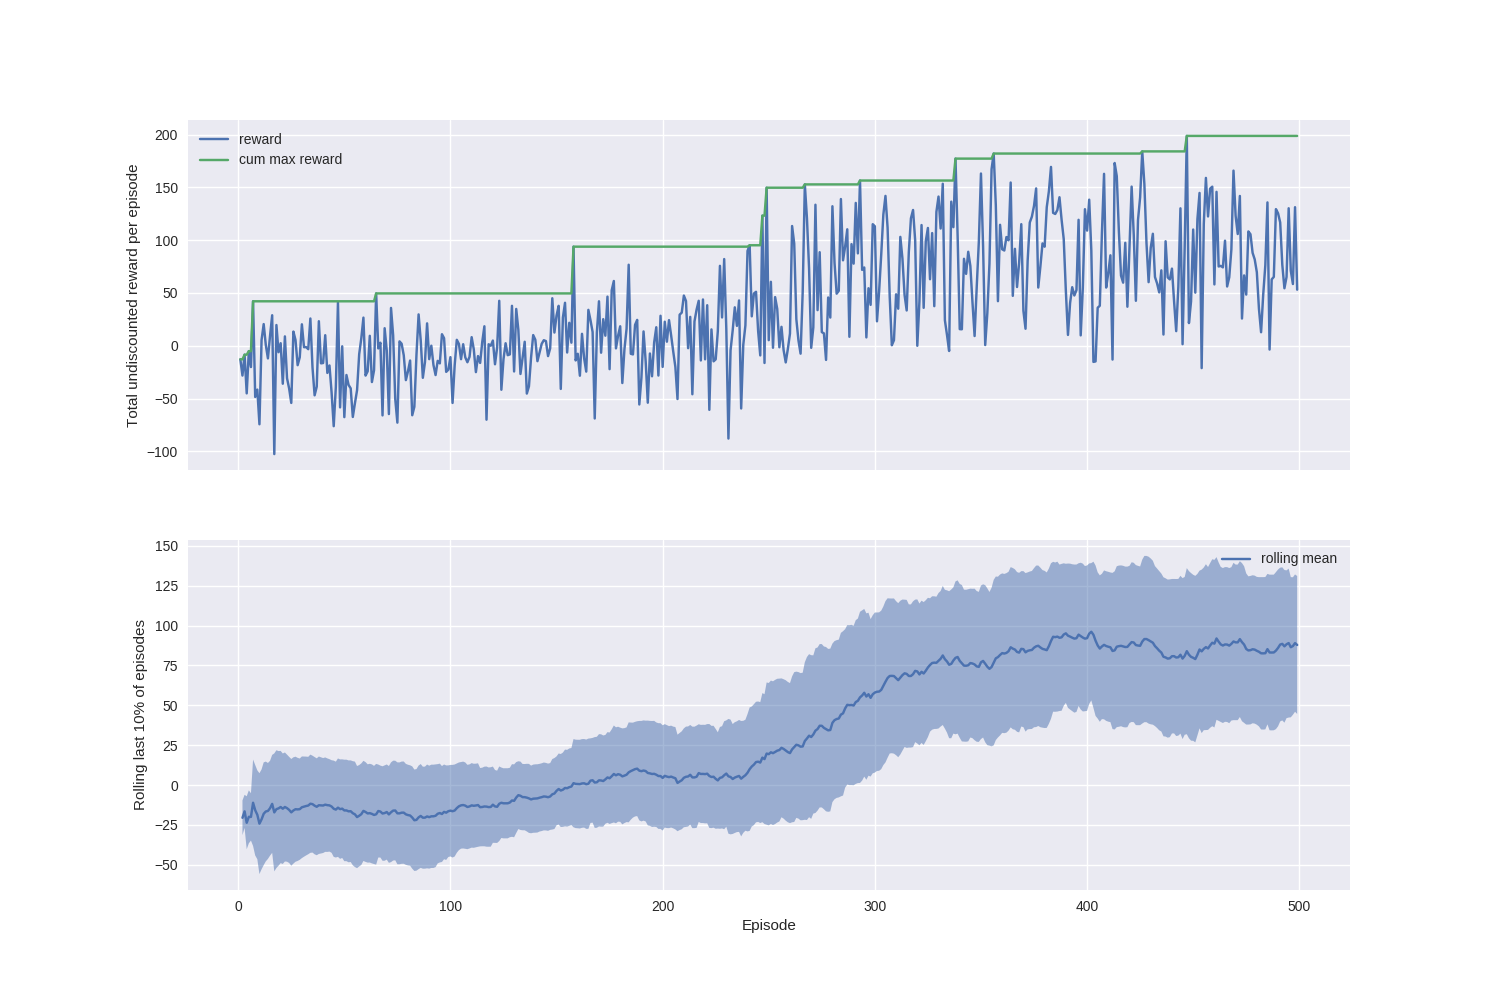 200
150
100
50
0
−50
−100
Total undiscounted reward per episode
reward
cum max reward
150
125
100
75
50
25
0
−25
−50
Rolling last 10% of episodes
rolling mean
0 100 200 300 400 500
Episode